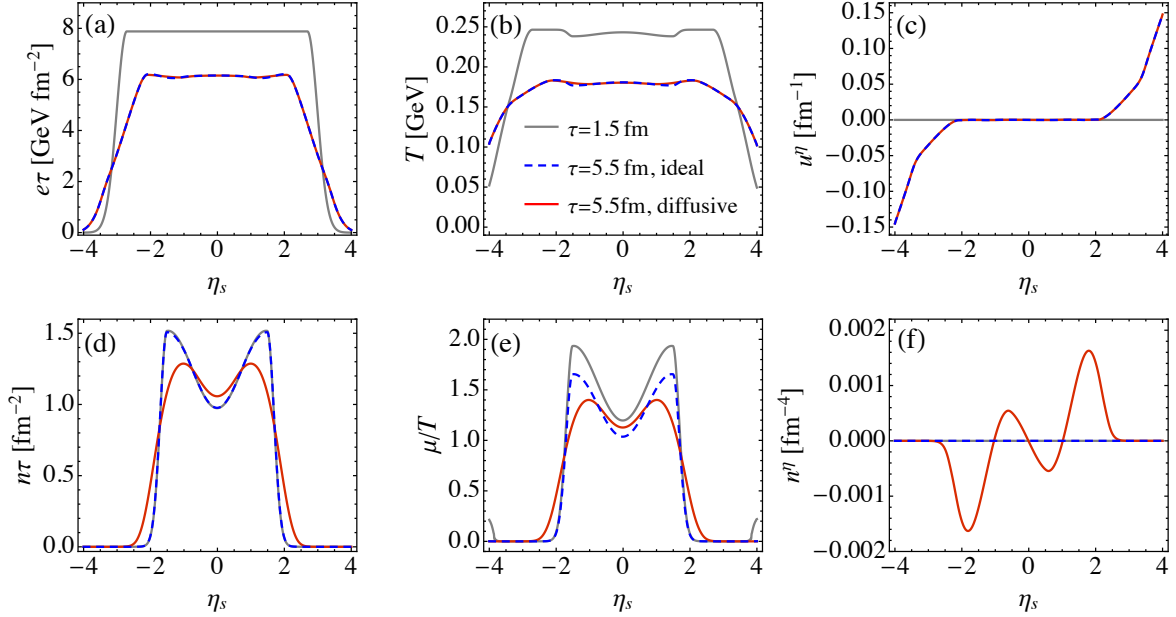 (a)
eτ [GeV fm⁻²]
8
6
4
2
0
−4 −2 0 2 4
ηₛ
(b)
T [GeV]
0.30
0.25
0.20
0.15
0.10
0.05
0.00
τ=1.5 fm
τ=5.5 fm, ideal
τ=5.5fm, diffusive
−4 −2 0 2 4
ηₛ
(c)
u^η [fm⁻¹]
0.15
0.10
0.05
0.00
−0.05
−0.10
−0.15
−4 −2 0 2 4
ηₛ
(d)
nτ [fm⁻²]
1.5
1.0
0.5
0.0
−4 −2 0 2 4
ηₛ
(e)
μ/T
2.0
1.5
1.0
0.5
0.0
−4 −2 0 2 4
ηₛ
(f)
n^η [fm⁻⁴]
0.002
0.001
0.000
−0.001
−0.002
−4 −2 0 2 4
ηₛ